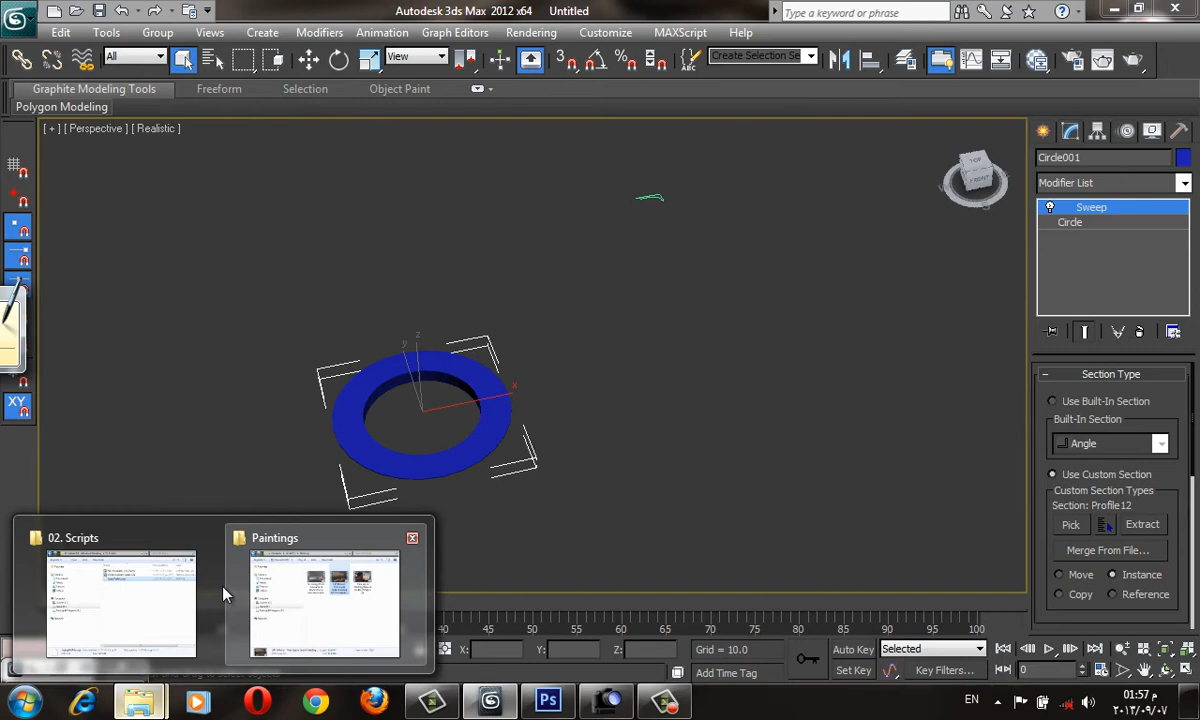 Autodesk 3ds Max 2012 x64 Untitled
Type a keyword or phrase
Edit Tools Group Views Create Modifiers Animation Graph Editors Rendering Customize MAXScript Help
All View 3 % Create Selection Se
Graphite Modeling Tools Freeform Selection Object Paint
Polygon Modeling
[ + ] [ Perspective ] [ Realistic ]
TOP
FRONT
Circle001
Modifier List
Sweep
Circle
z
y
x
XY
Section Type
Use Built-In Section
Built-In Section
Angle
Use Custom Section
Custom Section Types
Section: Profile12
Pick Extract
Merge From File...
Move Instance
Copy Reference
02. Scripts Paintings
40 45 50 55 60 65 70 75 80 85 90 95 100
X: Y: Z: Grid = 10.0 Auto Key Selected
Add Time Tag Set Key Key Filters... 0
EN 01:57 م
٢٠١٣/٠٩/٠٧